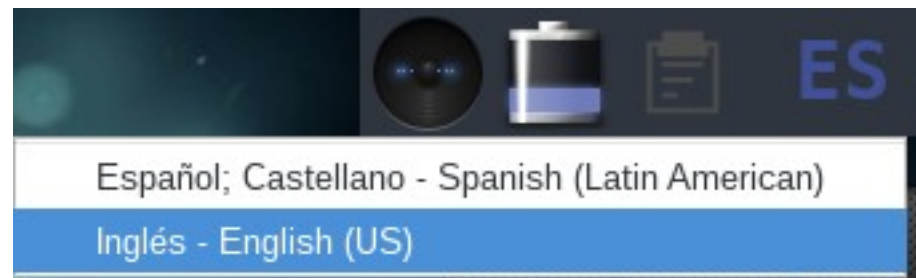 ES
Español; Castellano - Spanish (Latin American)
Inglés - English (US)